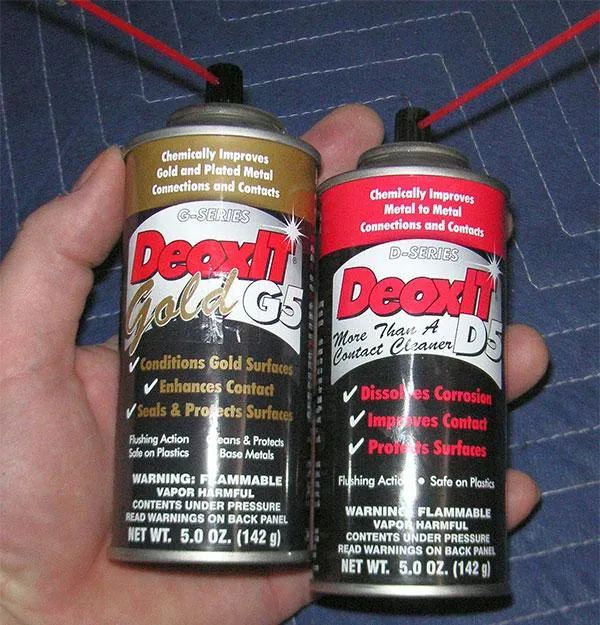 Chemically Improves
Gold and Plated Metal
Connections and Contacts
G-SERIES
DeoxIT®
Gold G5
Conditions Gold Surfaces
Enhances Contact
Seals & Protects Surfaces
Flushing Action Cleans & Protects
Safe on Plastics Base Metals
WARNING: FLAMMABLE
VAPOR HARMFUL
CONTENTS UNDER PRESSURE
READ WARNINGS ON BACK PANEL
NET WT. 5.0 OZ. (142 g)
Chemically Improves
Metal to Metal
Connections and Contacts
D-SERIES
DeoxIT
More Than A
Contact Cleaner D5
Dissolves Corrosion
Improves Contact
Protects Surfaces
Flushing Action • Safe on Plastics
WARNING: FLAMMABLE
VAPOR HARMFUL
CONTENTS UNDER PRESSURE
READ WARNINGS ON BACK PANEL
NET WT. 5.0 OZ. (142 g)